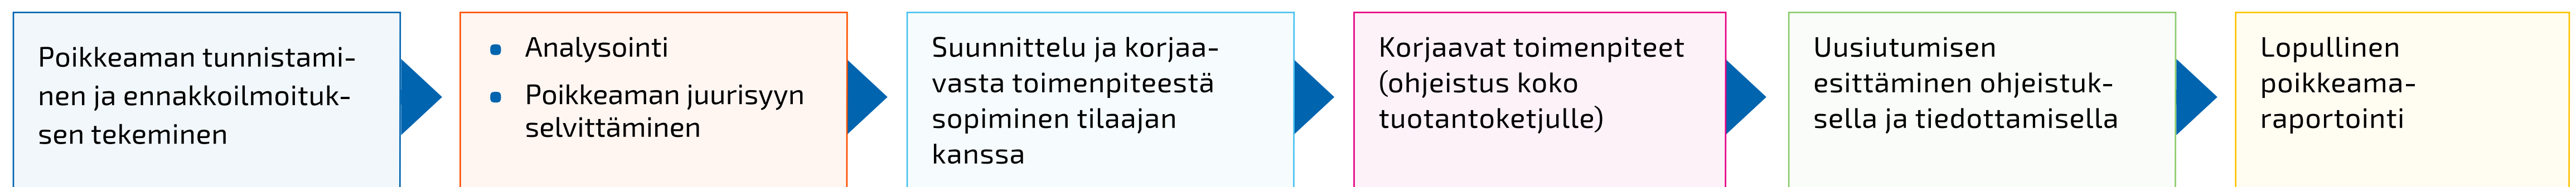 Poikkeaman tunnistami-
nen ja ennakkoilmoituk-
sen tekeminen
• Analysointi
• Poikkeaman juurisyyn
selvittäminen
Suunnittelu ja korjaa-
vasta toimenpiteestä
sopiminen tilaajan
kanssa
Korjaavat toimenpiteet
(ohjeistus koko
tuotantoketjulle)
Uusiutumisen
esittäminen ohjeistuk-
sella ja tiedottamisella
Lopullinen
poikkeama-
raportointi